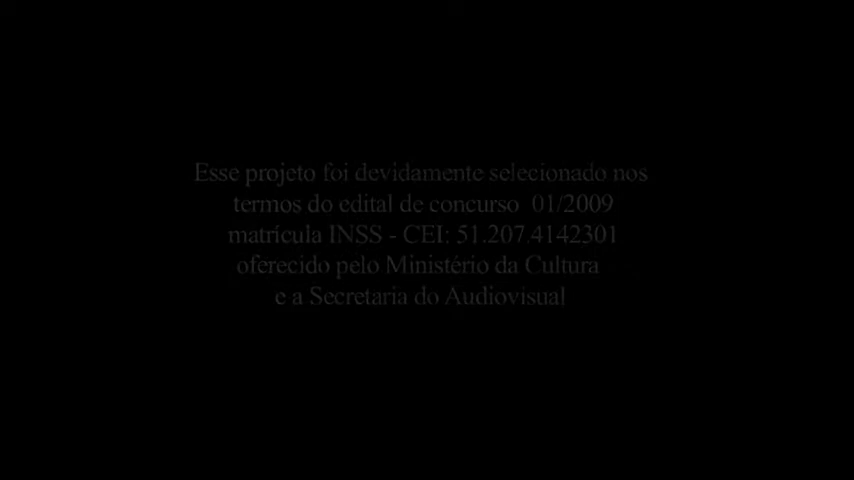 Esse projeto foi devidamente selecionado nos
termos do edital de concurso 01/2009
matrícula INSS - CEI: 51.207.4142301
oferecido pelo Ministério da Cultura
e a Secretaria do Audiovisual